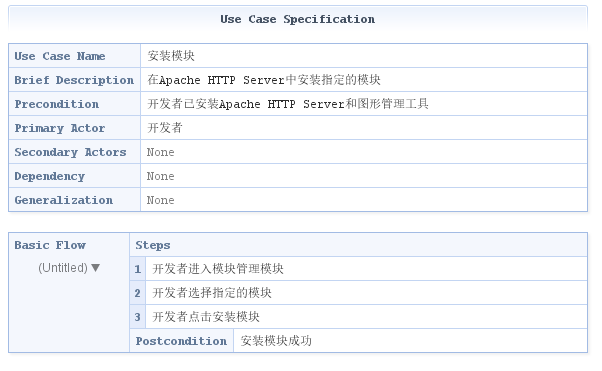 Use Case Specification
Use Case Name 安装模块
Brief Description 在Apache HTTP Server中安装指定的模块
Precondition 开发者已安装Apache HTTP Server和图形管理工具
Primary Actor 开发者
Secondary Actors None
Dependency None
Generalization None
Basic Flow Steps
(Untitled) ▼
1 开发者进入模块管理模块
2 开发者选择指定的模块
3 开发者点击安装模块
Postcondition 安装模块成功